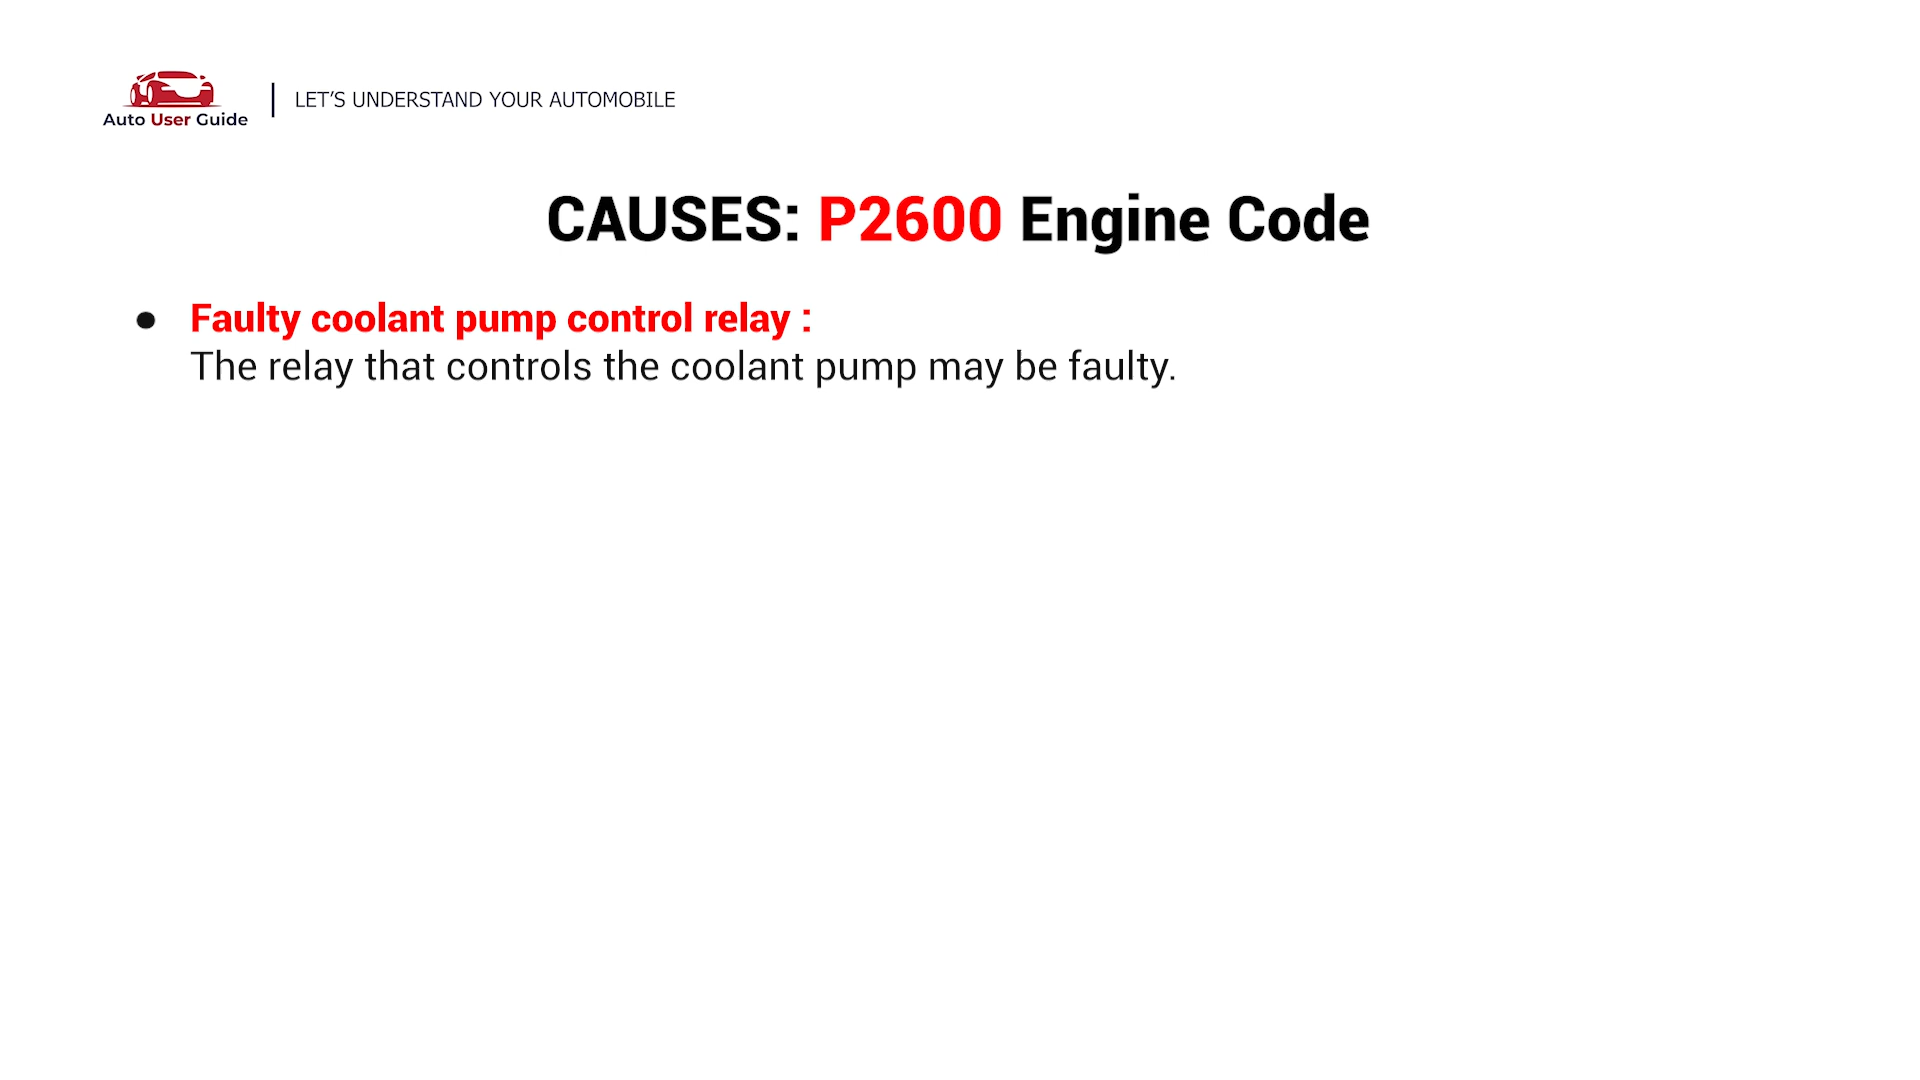 Auto User Guide
LET’S UNDERSTAND YOUR AUTOMOBILE
CAUSES: P2600 Engine Code
● Faulty coolant pump control relay :
The relay that controls the coolant pump may be faulty.